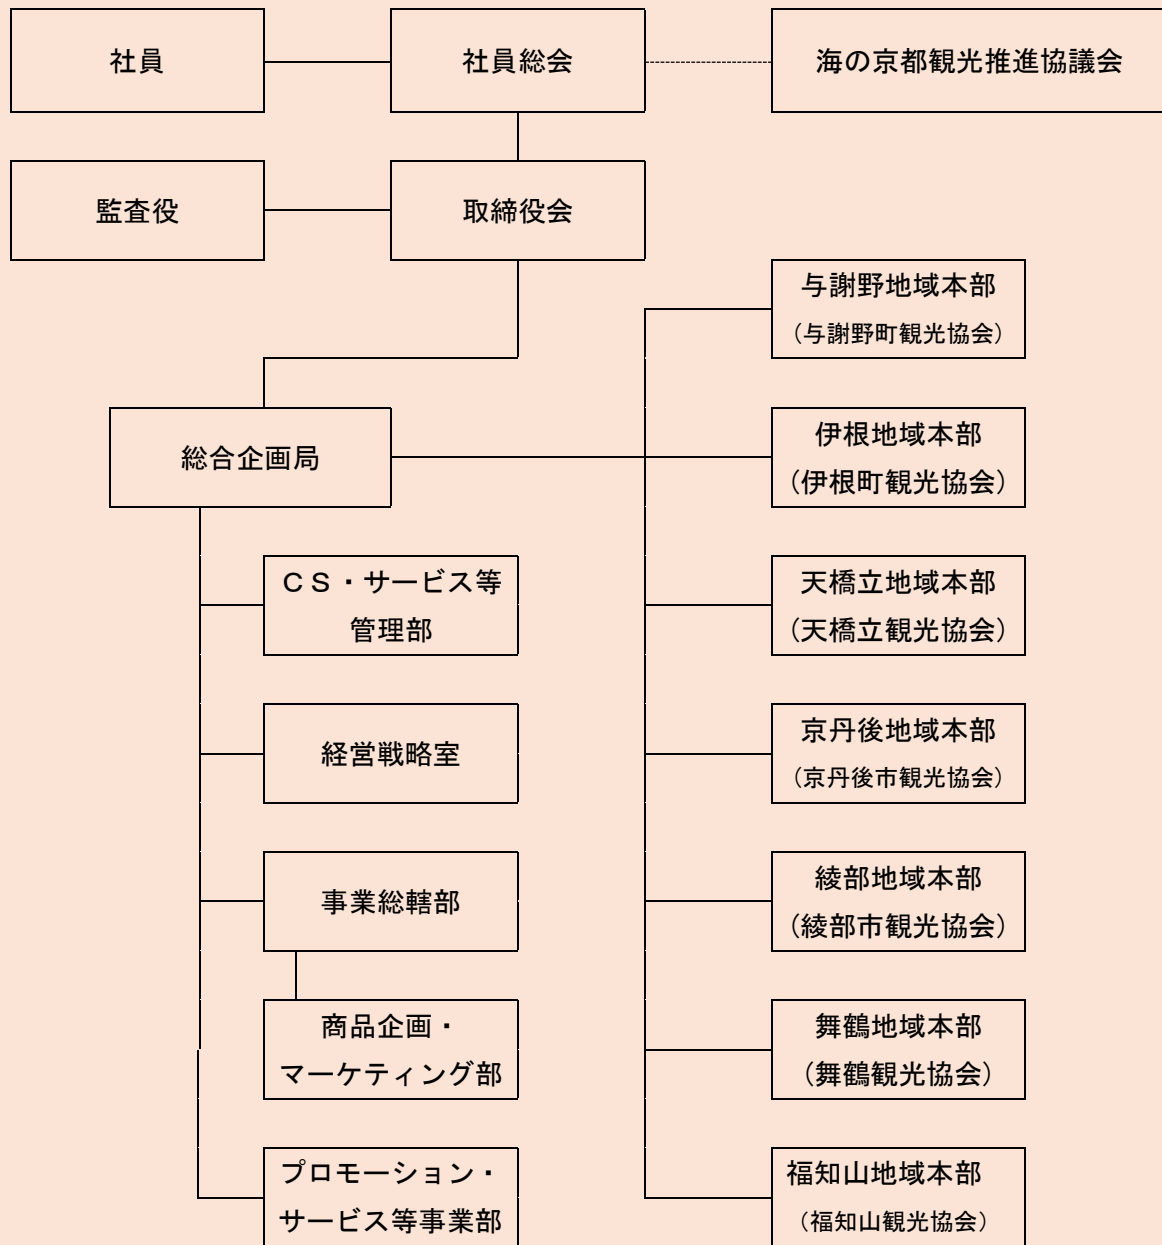 社員
社員総会
海の京都観光推進協議会
監査役
取締役会
与謝野地域本部
（与謝野町観光協会）
総合企画局
伊根地域本部
（伊根町観光協会）
ＣＳ・サービス等
管理部
天橋立地域本部
（天橋立観光協会）
経営戦略室
京丹後地域本部
（京丹後市観光協会）
事業総轄部
綾部地域本部
（綾部市観光協会）
商品企画・
マーケティング部
舞鶴地域本部
（舞鶴観光協会）
プロモーション・
サービス等事業部
福知山地域本部
（福知山観光協会）